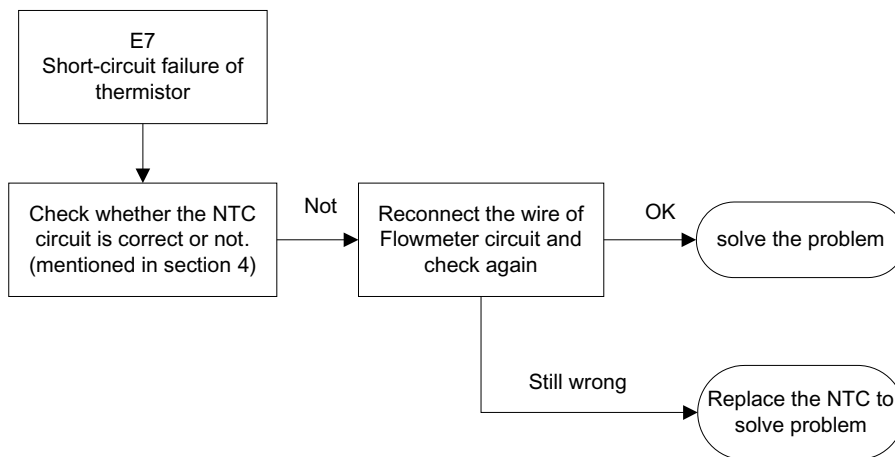 E7
Short-circuit failure of
thermistor
Check whether the NTC
circuit is correct or not.
(mentioned in section 4)
Not
Reconnect the wire of
Flowmeter circuit and
check again
OK
solve the problem
Still wrong
Replace the NTC to
solve problem